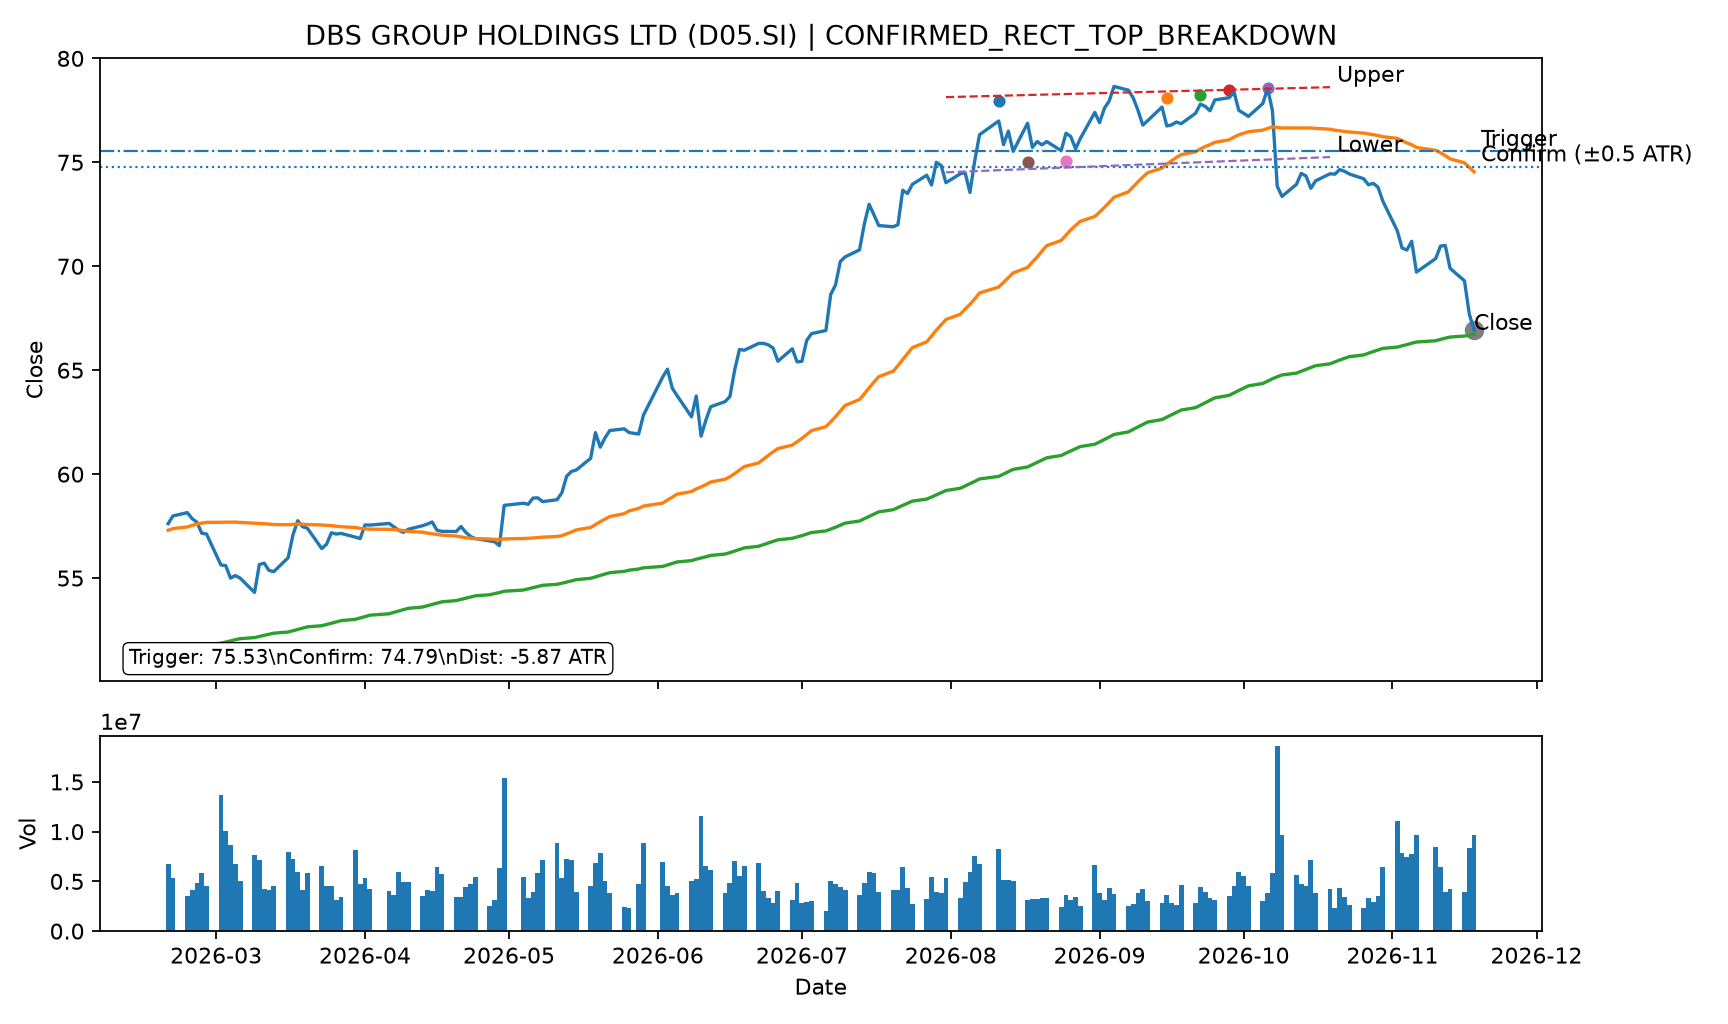 DBS GROUP HOLDINGS LTD (D05.SI) | CONFIRMED_RECT_TOP_BREAKDOWN
80
75
70
65
60
55
Close
Upper
Lower
Trigger
Confirm (±0.5 ATR)
Close
Trigger: 75.53\nConfirm: 74.79\nDist: -5.87 ATR
1e7
1.5
1.0
0.5
0.0
Vol
2026-03 2026-04 2026-05 2026-06 2026-07 2026-08 2026-09 2026-10 2026-11 2026-12
Date